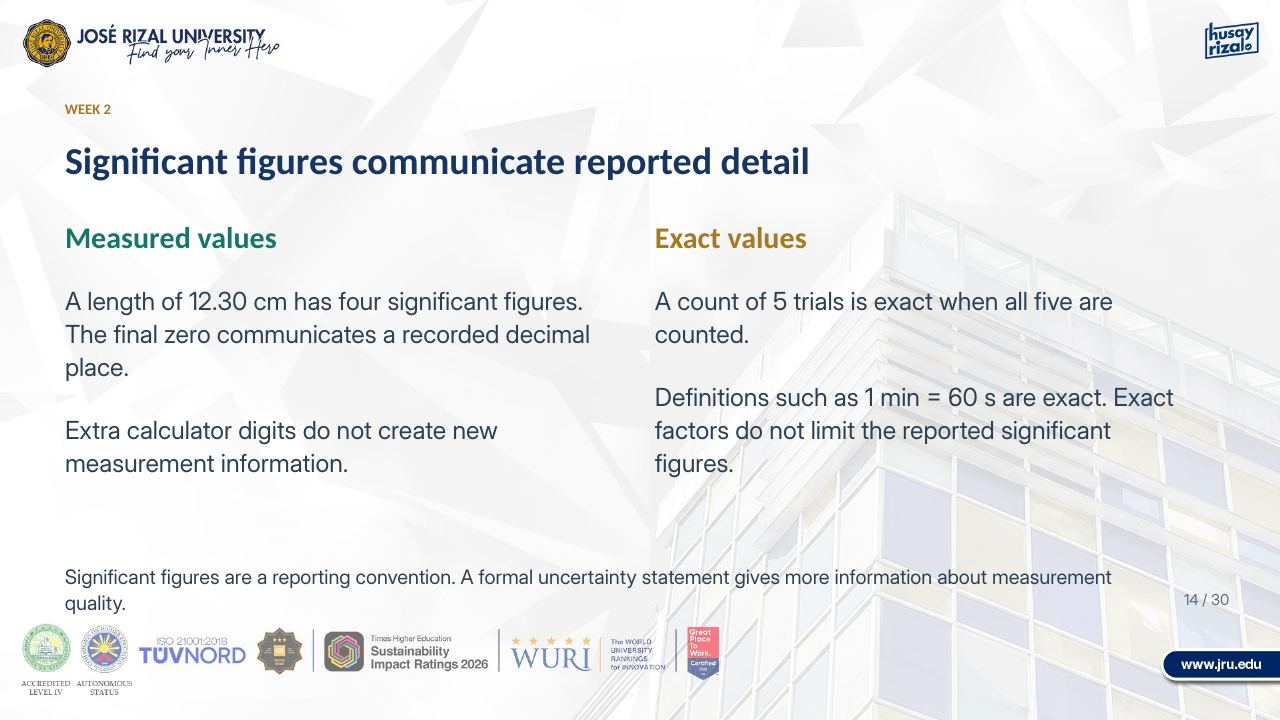 JOSÉ RIZAL UNIVERSITY
Find your Inner Hero
husay
rizal
WEEK 2
Significant figures communicate reported detail
Measured values
A length of 12.30 cm has four significant figures.
The final zero communicates a recorded decimal
place.
Extra calculator digits do not create new
measurement information.
Exact values
A count of 5 trials is exact when all five are
counted.
Definitions such as 1 min = 60 s are exact. Exact
factors do not limit the reported significant
figures.
Significant figures are a reporting convention. A formal uncertainty statement gives more information about measurement
quality.
14 / 30
ACCREDITED
LEVEL IV
AUTONOMOUS
STATUS
ISO 21001:2018
TÜVNORD
Times Higher Education
Sustainability
Impact Ratings 2026
WURI
The WORLD
UNIVERSITY
RANKINGS
for INNOVATION
Great
Place
To
Work.
Certified
www.jru.edu